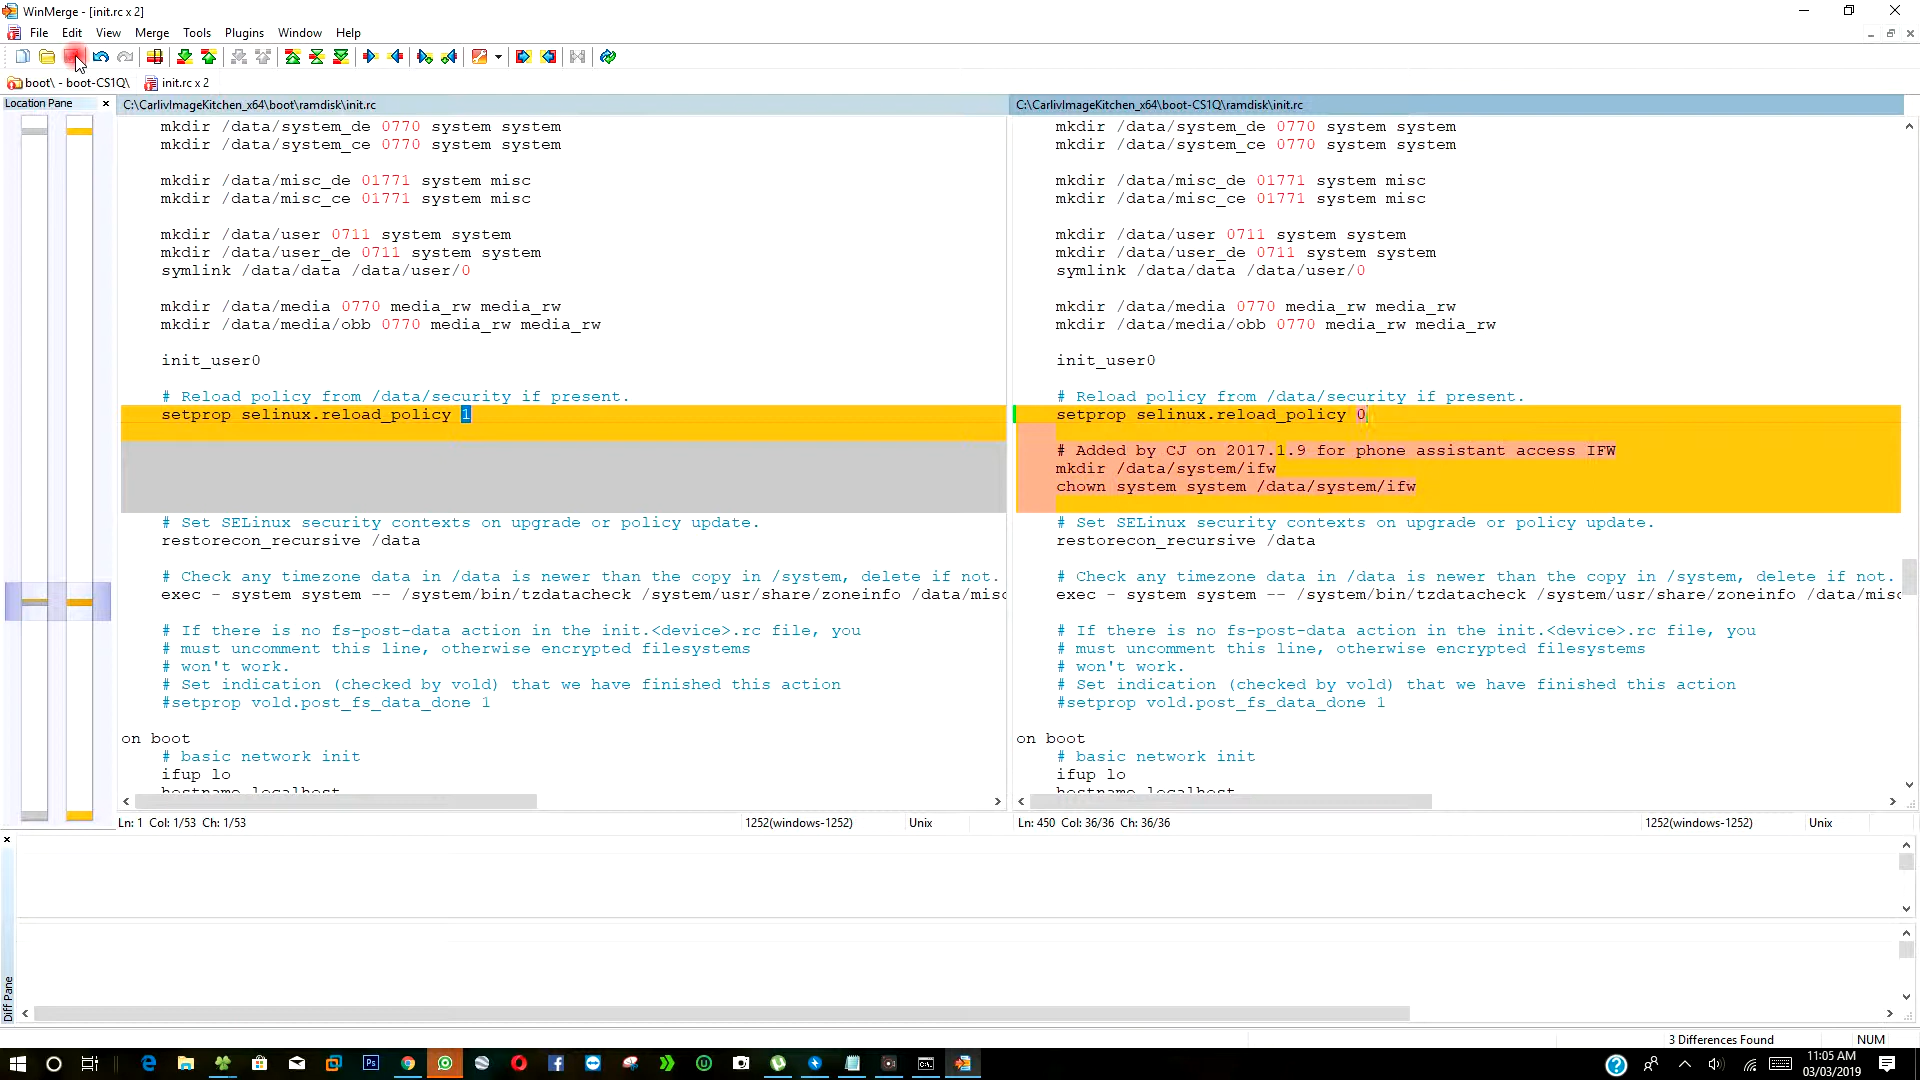 WinMerge - [init.rc x 2]
File Edit View Merge Tools Plugins Window Help
boot\ - boot-CS1Q\ init.rc x 2
Location Pane × C:\CarlivImageKitchen_x64\boot\ramdisk\init.rc C:\CarlivImageKitchen_x64\boot-CS1Q\ramdisk\init.rc
mkdir /data/system_de 0770 system system
mkdir /data/system_ce 0770 system system
mkdir /data/misc_de 01771 system misc
mkdir /data/misc_ce 01771 system misc
mkdir /data/user 0711 system system
mkdir /data/user_de 0711 system system
symlink /data/data /data/user/0
mkdir /data/media 0770 media_rw media_rw
mkdir /data/media/obb 0770 media_rw media_rw
init_user0
# Reload policy from /data/security if present.
setprop selinux.reload_policy 1
# Set SELinux security contexts on upgrade or policy update.
restorecon_recursive /data
# Check any timezone data in /data is newer than the copy in /system, delete if not.
exec - system system -- /system/bin/tzdatacheck /system/usr/share/zoneinfo /data/misc
# If there is no fs-post-data action in the init.<device>.rc file, you
# must uncomment this line, otherwise encrypted filesystems
# won't work.
# Set indication (checked by vold) that we have finished this action
#setprop vold.post_fs_data_done 1
on boot
# basic network init
ifup lo
hostname localhost
Ln: 1 Col: 1/53 Ch: 1/53 1252(windows-1252) Unix
mkdir /data/system_de 0770 system system
mkdir /data/system_ce 0770 system system
mkdir /data/misc_de 01771 system misc
mkdir /data/misc_ce 01771 system misc
mkdir /data/user 0711 system system
mkdir /data/user_de 0711 system system
symlink /data/data /data/user/0
mkdir /data/media 0770 media_rw media_rw
mkdir /data/media/obb 0770 media_rw media_rw
init_user0
# Reload policy from /data/security if present.
setprop selinux.reload_policy 0
# Added by CJ on 2017.1.9 for phone assistant access IFW
mkdir /data/system/ifw
chown system system /data/system/ifw
# Set SELinux security contexts on upgrade or policy update.
restorecon_recursive /data
# Check any timezone data in /data is newer than the copy in /system, delete if not.
exec - system system -- /system/bin/tzdatacheck /system/usr/share/zoneinfo /data/misc
# If there is no fs-post-data action in the init.<device>.rc file, you
# must uncomment this line, otherwise encrypted filesystems
# won't work.
# Set indication (checked by vold) that we have finished this action
#setprop vold.post_fs_data_done 1
on boot
# basic network init
ifup lo
hostname localhost
Ln: 450 Col: 36/36 Ch: 36/36 1252(windows-1252) Unix
Diff Pane
3 Differences Found NUM
Ps
11:05 AM
03/03/2019